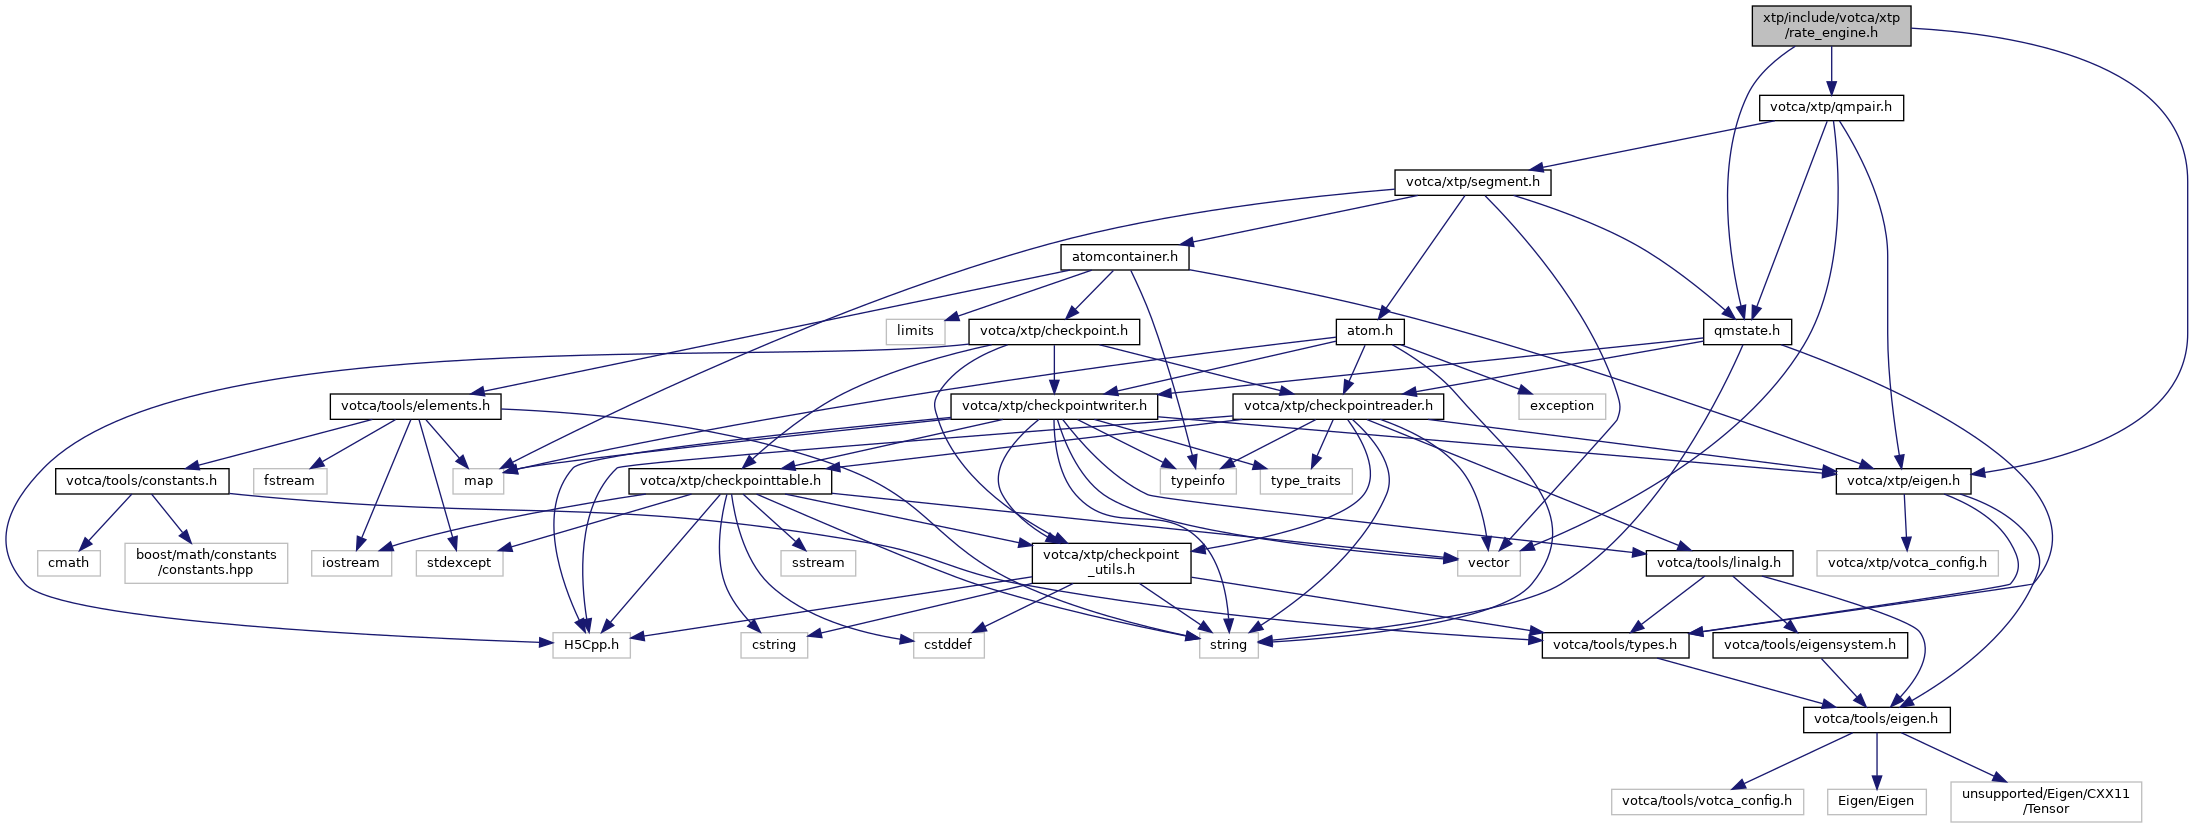 xtp/include/votca/xtp
/rate_engine.h
votca/xtp/qmpair.h
votca/xtp/segment.h
atomcontainer.h
limits
votca/xtp/checkpoint.h
atom.h
qmstate.h
votca/tools/elements.h
votca/xtp/checkpointwriter.h
votca/xtp/checkpointreader.h
exception
votca/tools/constants.h
fstream
map
votca/xtp/checkpointtable.h
typeinfo
type_traits
votca/xtp/eigen.h
cmath
boost/math/constants
/constants.hpp
iostream
stdexcept
sstream
votca/xtp/checkpoint
_utils.h
vector
votca/tools/linalg.h
votca/xtp/votca_config.h
H5Cpp.h
cstring
cstddef
string
votca/tools/types.h
votca/tools/eigensystem.h
votca/tools/eigen.h
votca/tools/votca_config.h
Eigen/Eigen
unsupported/Eigen/CXX11
/Tensor